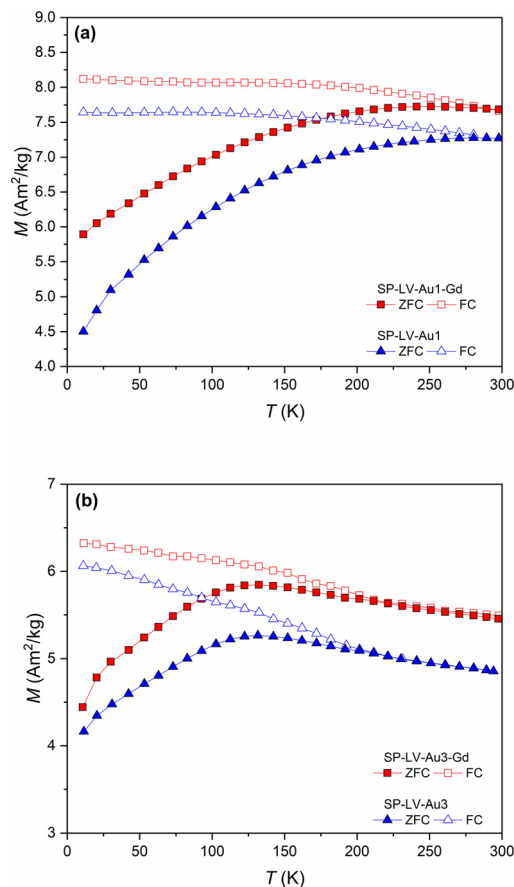 9.0
(a)
8.5
8.0
7.5
7.0
6.5
6.0
5.5
5.0
4.5
4.0
M (Am²/kg)
SP-LV-Au1-Gd
ZFC FC
SP-LV-Au1
ZFC FC
0 50 100 150 200 250 300
T (K)
7
(b)
6
5
4
3
M (Am²/kg)
SP-LV-Au3-Gd
ZFC FC
SP-LV-Au3
ZFC FC
0 50 100 150 200 250 300
T (K)